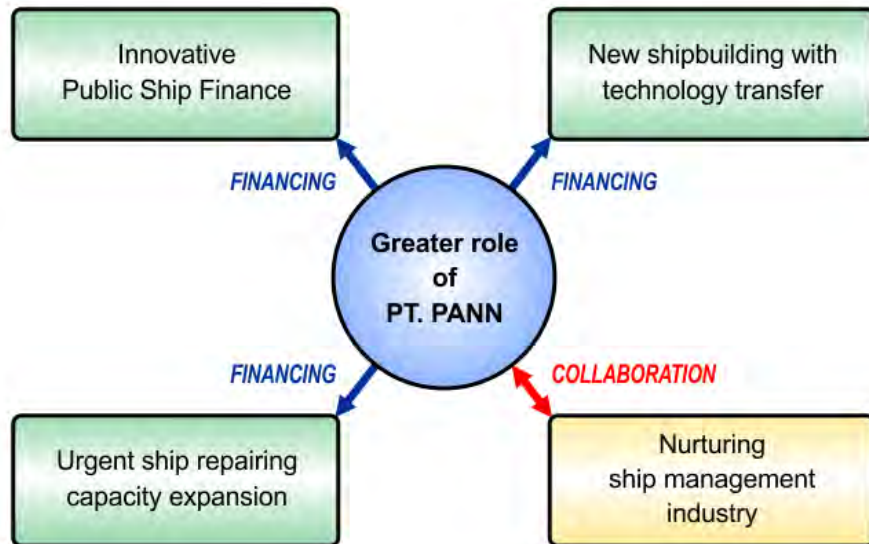 Innovative
Public Ship Finance
New shipbuilding with
technology transfer
FINANCING
FINANCING
Greater role
of
PT. PANN
FINANCING
COLLABORATION
Urgent ship repairing
capacity expansion
Nurturing
ship management
industry